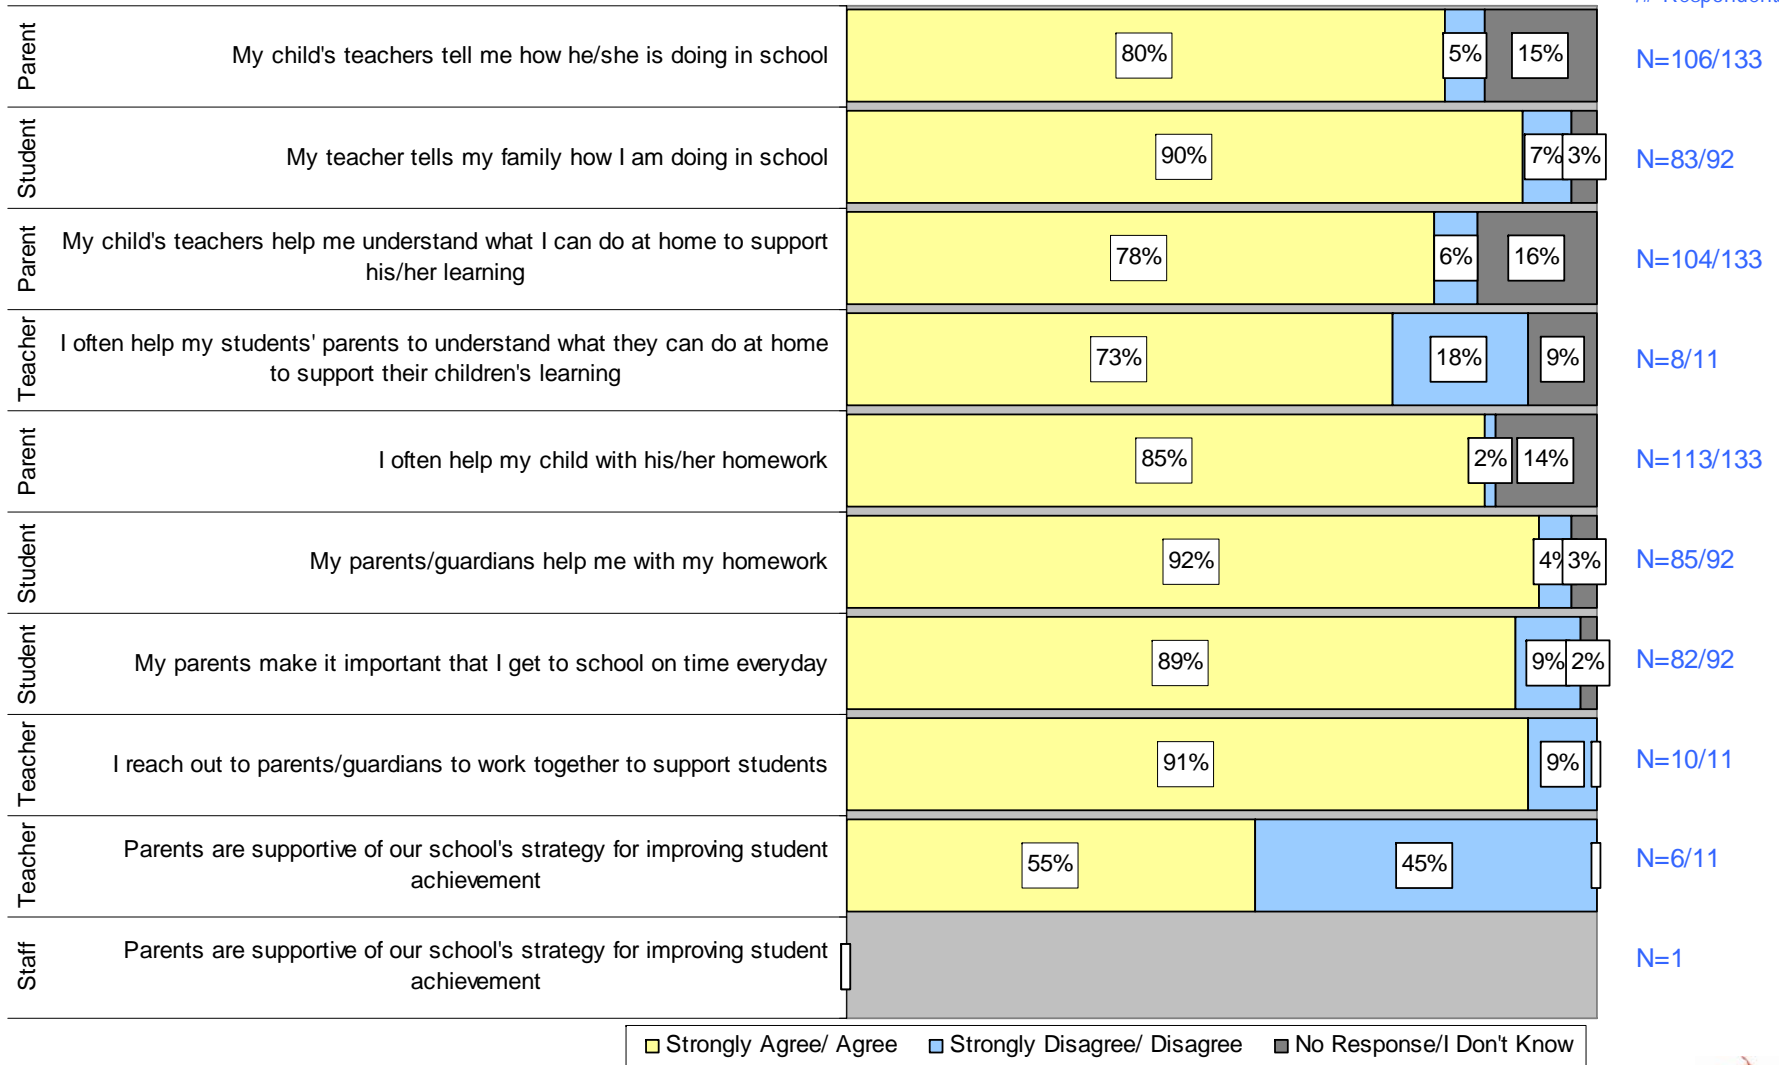 # Respondent
Parent
My child's teachers tell me how he/she is doing in school
80%
5%
15%
N=106/133
Student
My teacher tells my family how I am doing in school
90%
7%
3%
N=83/92
Parent
My child's teachers help me understand what I can do at home to support
his/her learning
78%
6%
16%
N=104/133
Teacher
I often help my students' parents to understand what they can do at home
to support their children's learning
73%
18%
9%
N=8/11
Parent
I often help my child with his/her homework
85%
2%
14%
N=113/133
Student
My parents/guardians help me with my homework
92%
4%
3%
N=85/92
Student
My parents make it important that I get to school on time everyday
89%
9%
2%
N=82/92
Teacher
I reach out to parents/guardians to work together to support students
91%
9%
N=10/11
Teacher
Parents are supportive of our school's strategy for improving student
achievement
55%
45%
N=6/11
Staff
Parents are supportive of our school's strategy for improving student
achievement
N=1
Strongly Agree/ Agree
Strongly Disagree/ Disagree
No Response/I Don't Know